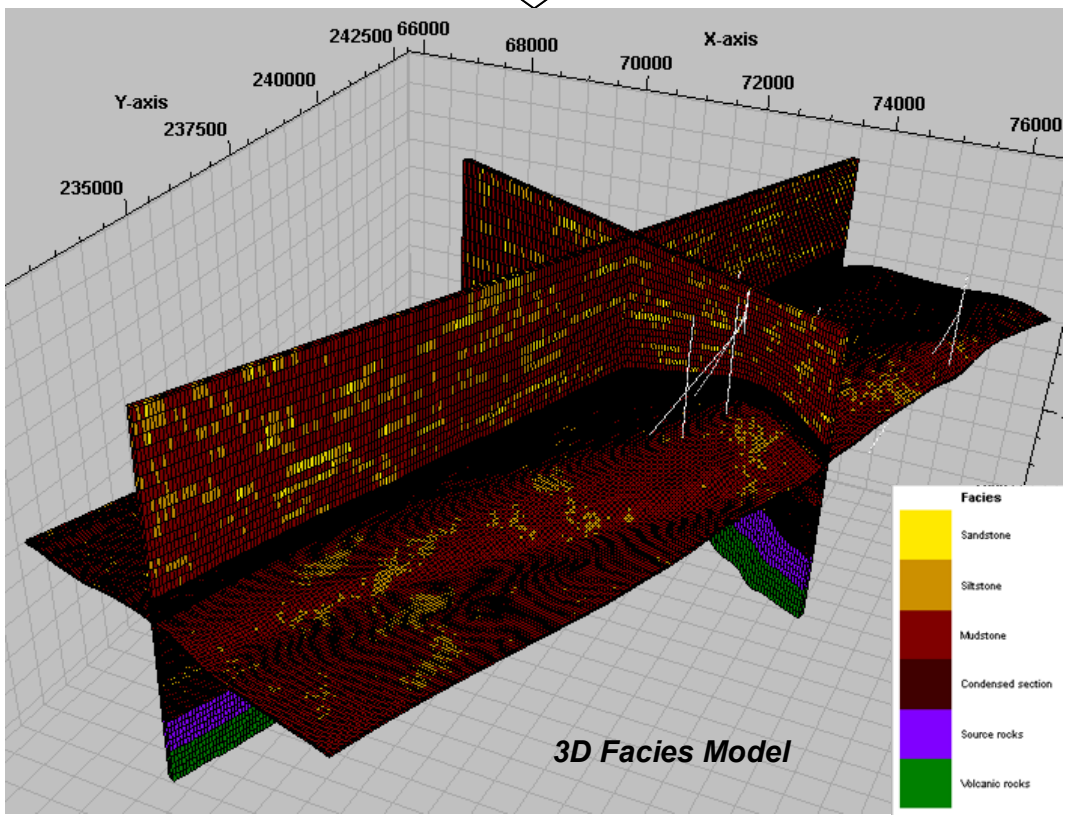 X-axis
66000
68000
70000
72000
74000
76000
Y-axis
242500
240000
237500
235000
Facies
Sandstone
Siltstone
Mudstone
Condensed section
Source rocks
Volcanic rocks
3D Facies Model